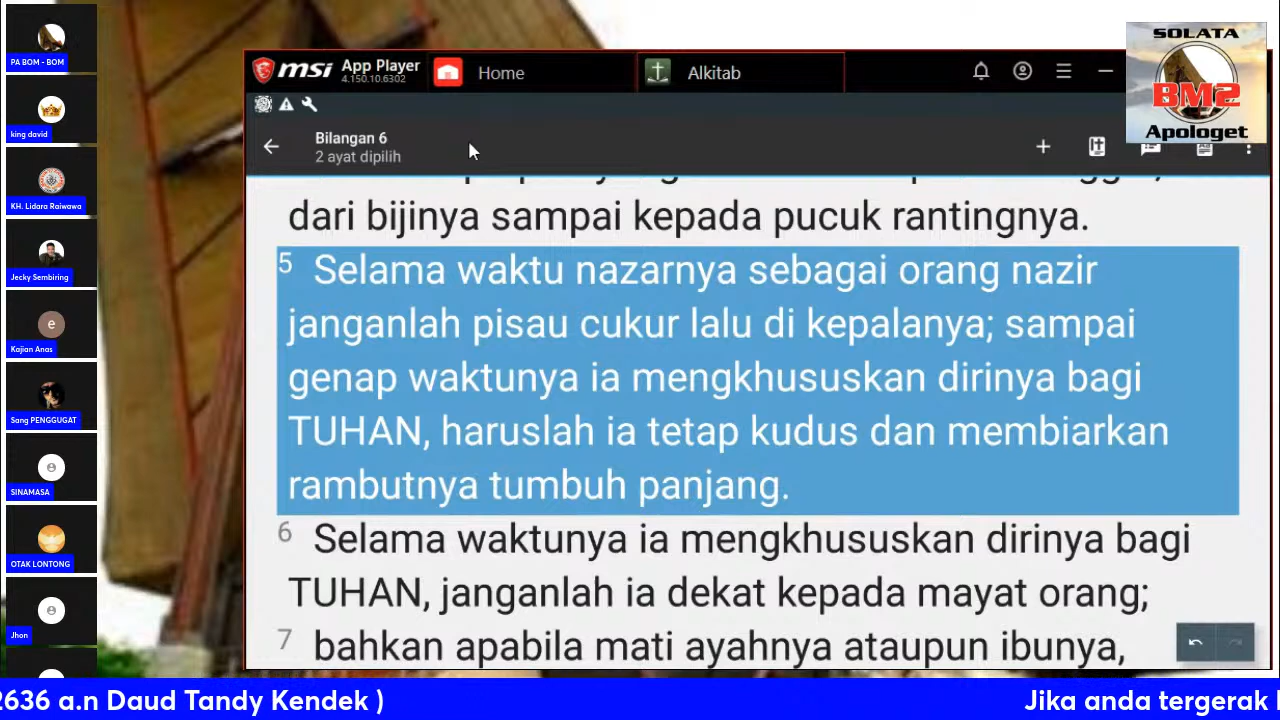 PA BOM - BOM
king david
KH. Lidara Raiwawa
Jecky Sembiring
e
Kajian Anas
Sang PENGGUGAT
SINAMASA
OTAK LONTONG
Jhon
msi App Player
4.150.10.6302
Home
Alkitab
SOLATA
BM2
Apologet
Bilangan 6
2 ayat dipilih
dari bijinya sampai kepada pucuk rantingnya.
5 Selama waktu nazarnya sebagai orang nazir
janganlah pisau cukur lalu di kepalanya; sampai
genap waktunya ia mengkhususkan dirinya bagi
TUHAN, haruslah ia tetap kudus dan membiarkan
rambutnya tumbuh panjang.
6 Selama waktunya ia mengkhususkan dirinya bagi
TUHAN, janganlah ia dekat kepada mayat orang;
7 bahkan apabila mati ayahnya ataupun ibunya,
2636 a.n Daud Tandy Kendek )
Jika anda tergerak